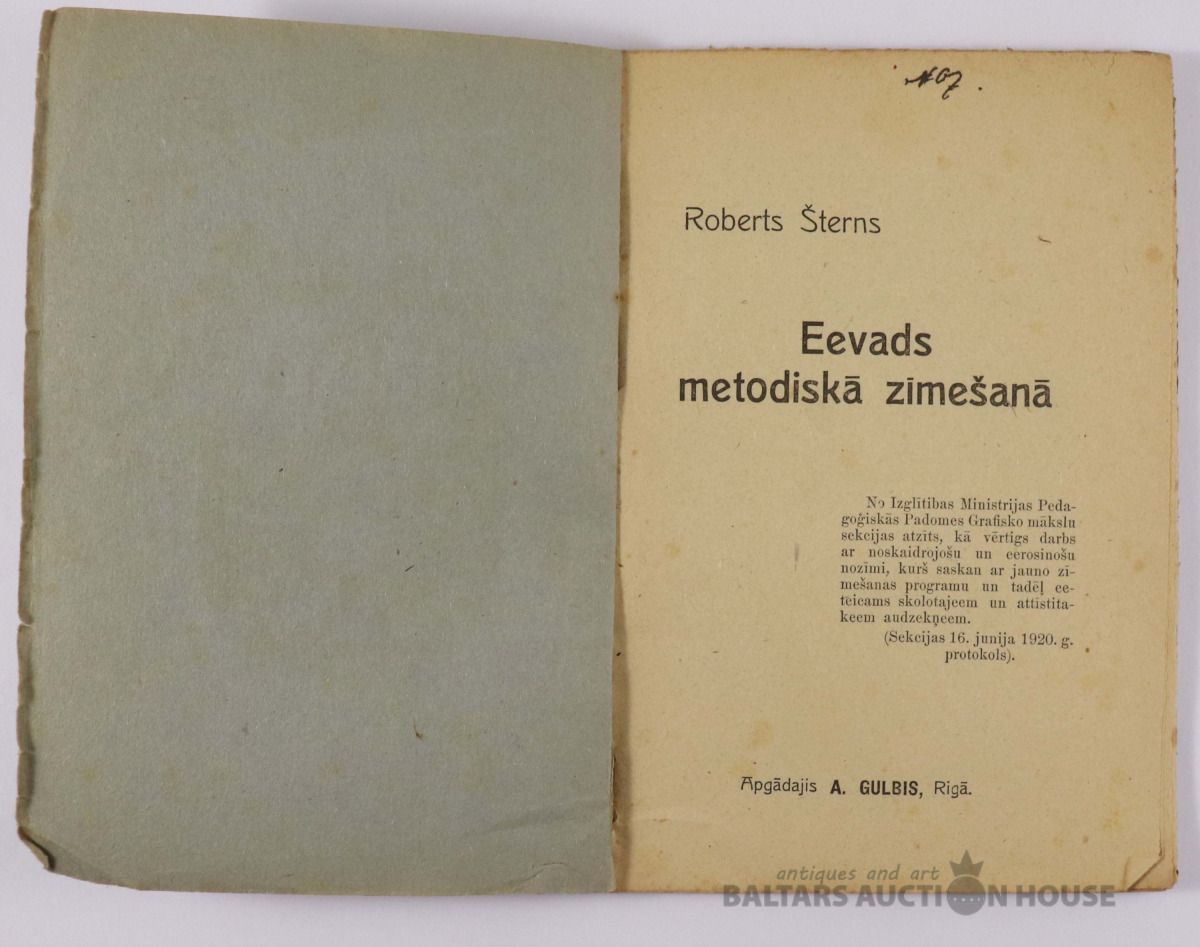 Roberts Šterns
Eevads
metodiskā zīmešanā
No Izglītibas Ministrijas Peda-
goģiskās Padomes Grafisko mākslu
sekcijas atzīts, kā vērtigs darbs
ar noskaidrojošu un eerosinošu
nozīmi, kurš saskan ar jauno zī-
mešanas programu un tadēļ ee-
teicams skolotajeem un attīstita-
keem audzekņeem.
(Sekcijas 16. junija 1920. g.
protokols).
Apgādajis A. GULBIS, Rigā.
antiques and art
BALTARS AUCTION HOUSE